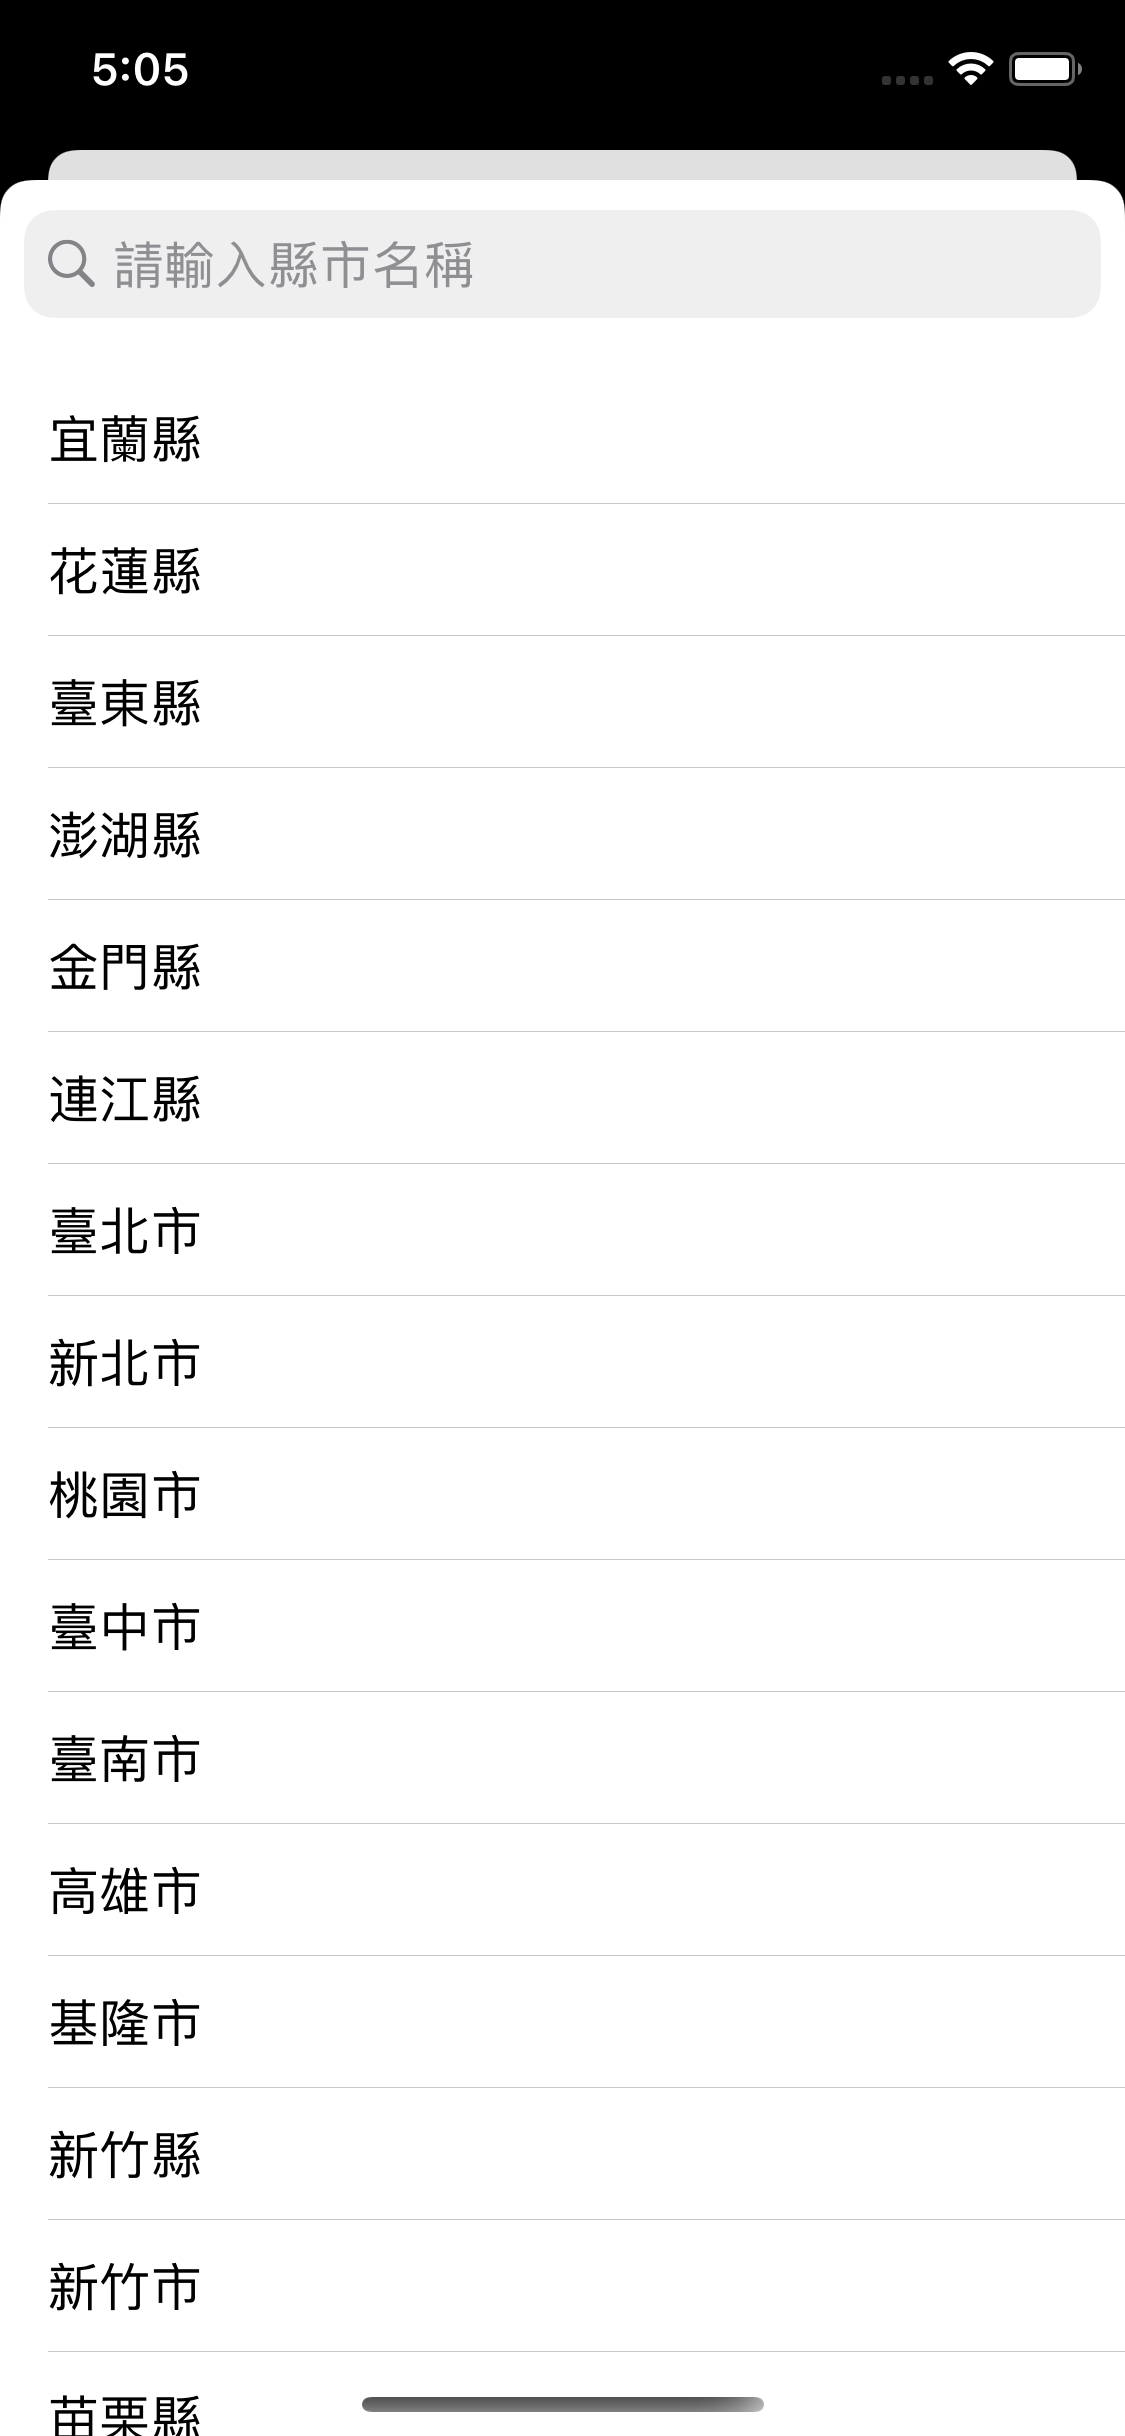 5:05
請輸入縣市名稱
宜蘭縣
花蓮縣
臺東縣
澎湖縣
金門縣
連江縣
臺北市
新北市
桃園市
臺中市
臺南市
高雄市
基隆市
新竹縣
新竹市
苗栗縣